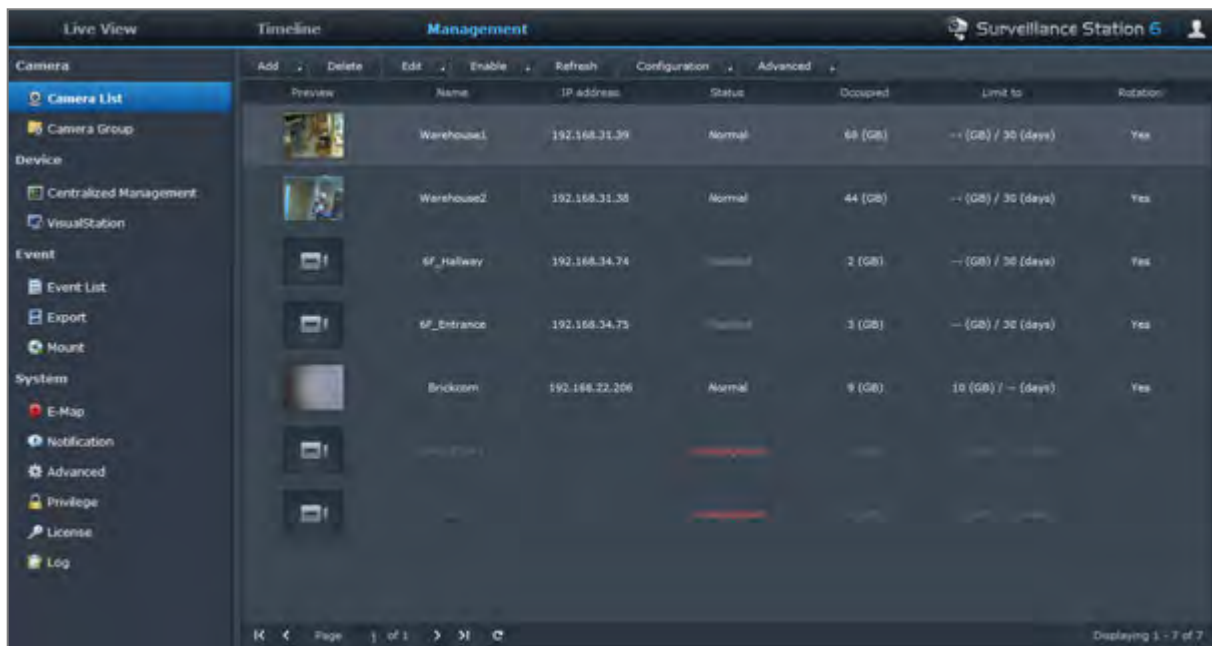 Live View Timeline Management Surveillance Station 6
Camera
Camera List
Camera Group
Device
Centralized Management
VisualStation
Event
Event List
Export
Mount
System
E-Map
Notification
Advanced
Privilege
License
Log
Add Delete Edit Enable Refresh Configuration Advanced
Preview Name IP address Status Occupied Limit to Rotation
Warehouse1 192.168.31.39 Normal 68 (GB) -- (GB) / 30 (days) Yes
Warehouse2 192.168.31.38 Normal 44 (GB) -- (GB) / 30 (days) Yes
6F_Hallway 192.168.34.74 2 (GB) -- (GB) / 30 (days) Yes
6F_Entrance 192.168.34.75 3 (GB) -- (GB) / 30 (days) Yes
Brickcom 192.168.22.206 Normal 9 (GB) 10 (GB) / -- (days) Yes
Page 1 of 1 Displaying 1 - 7 of 7